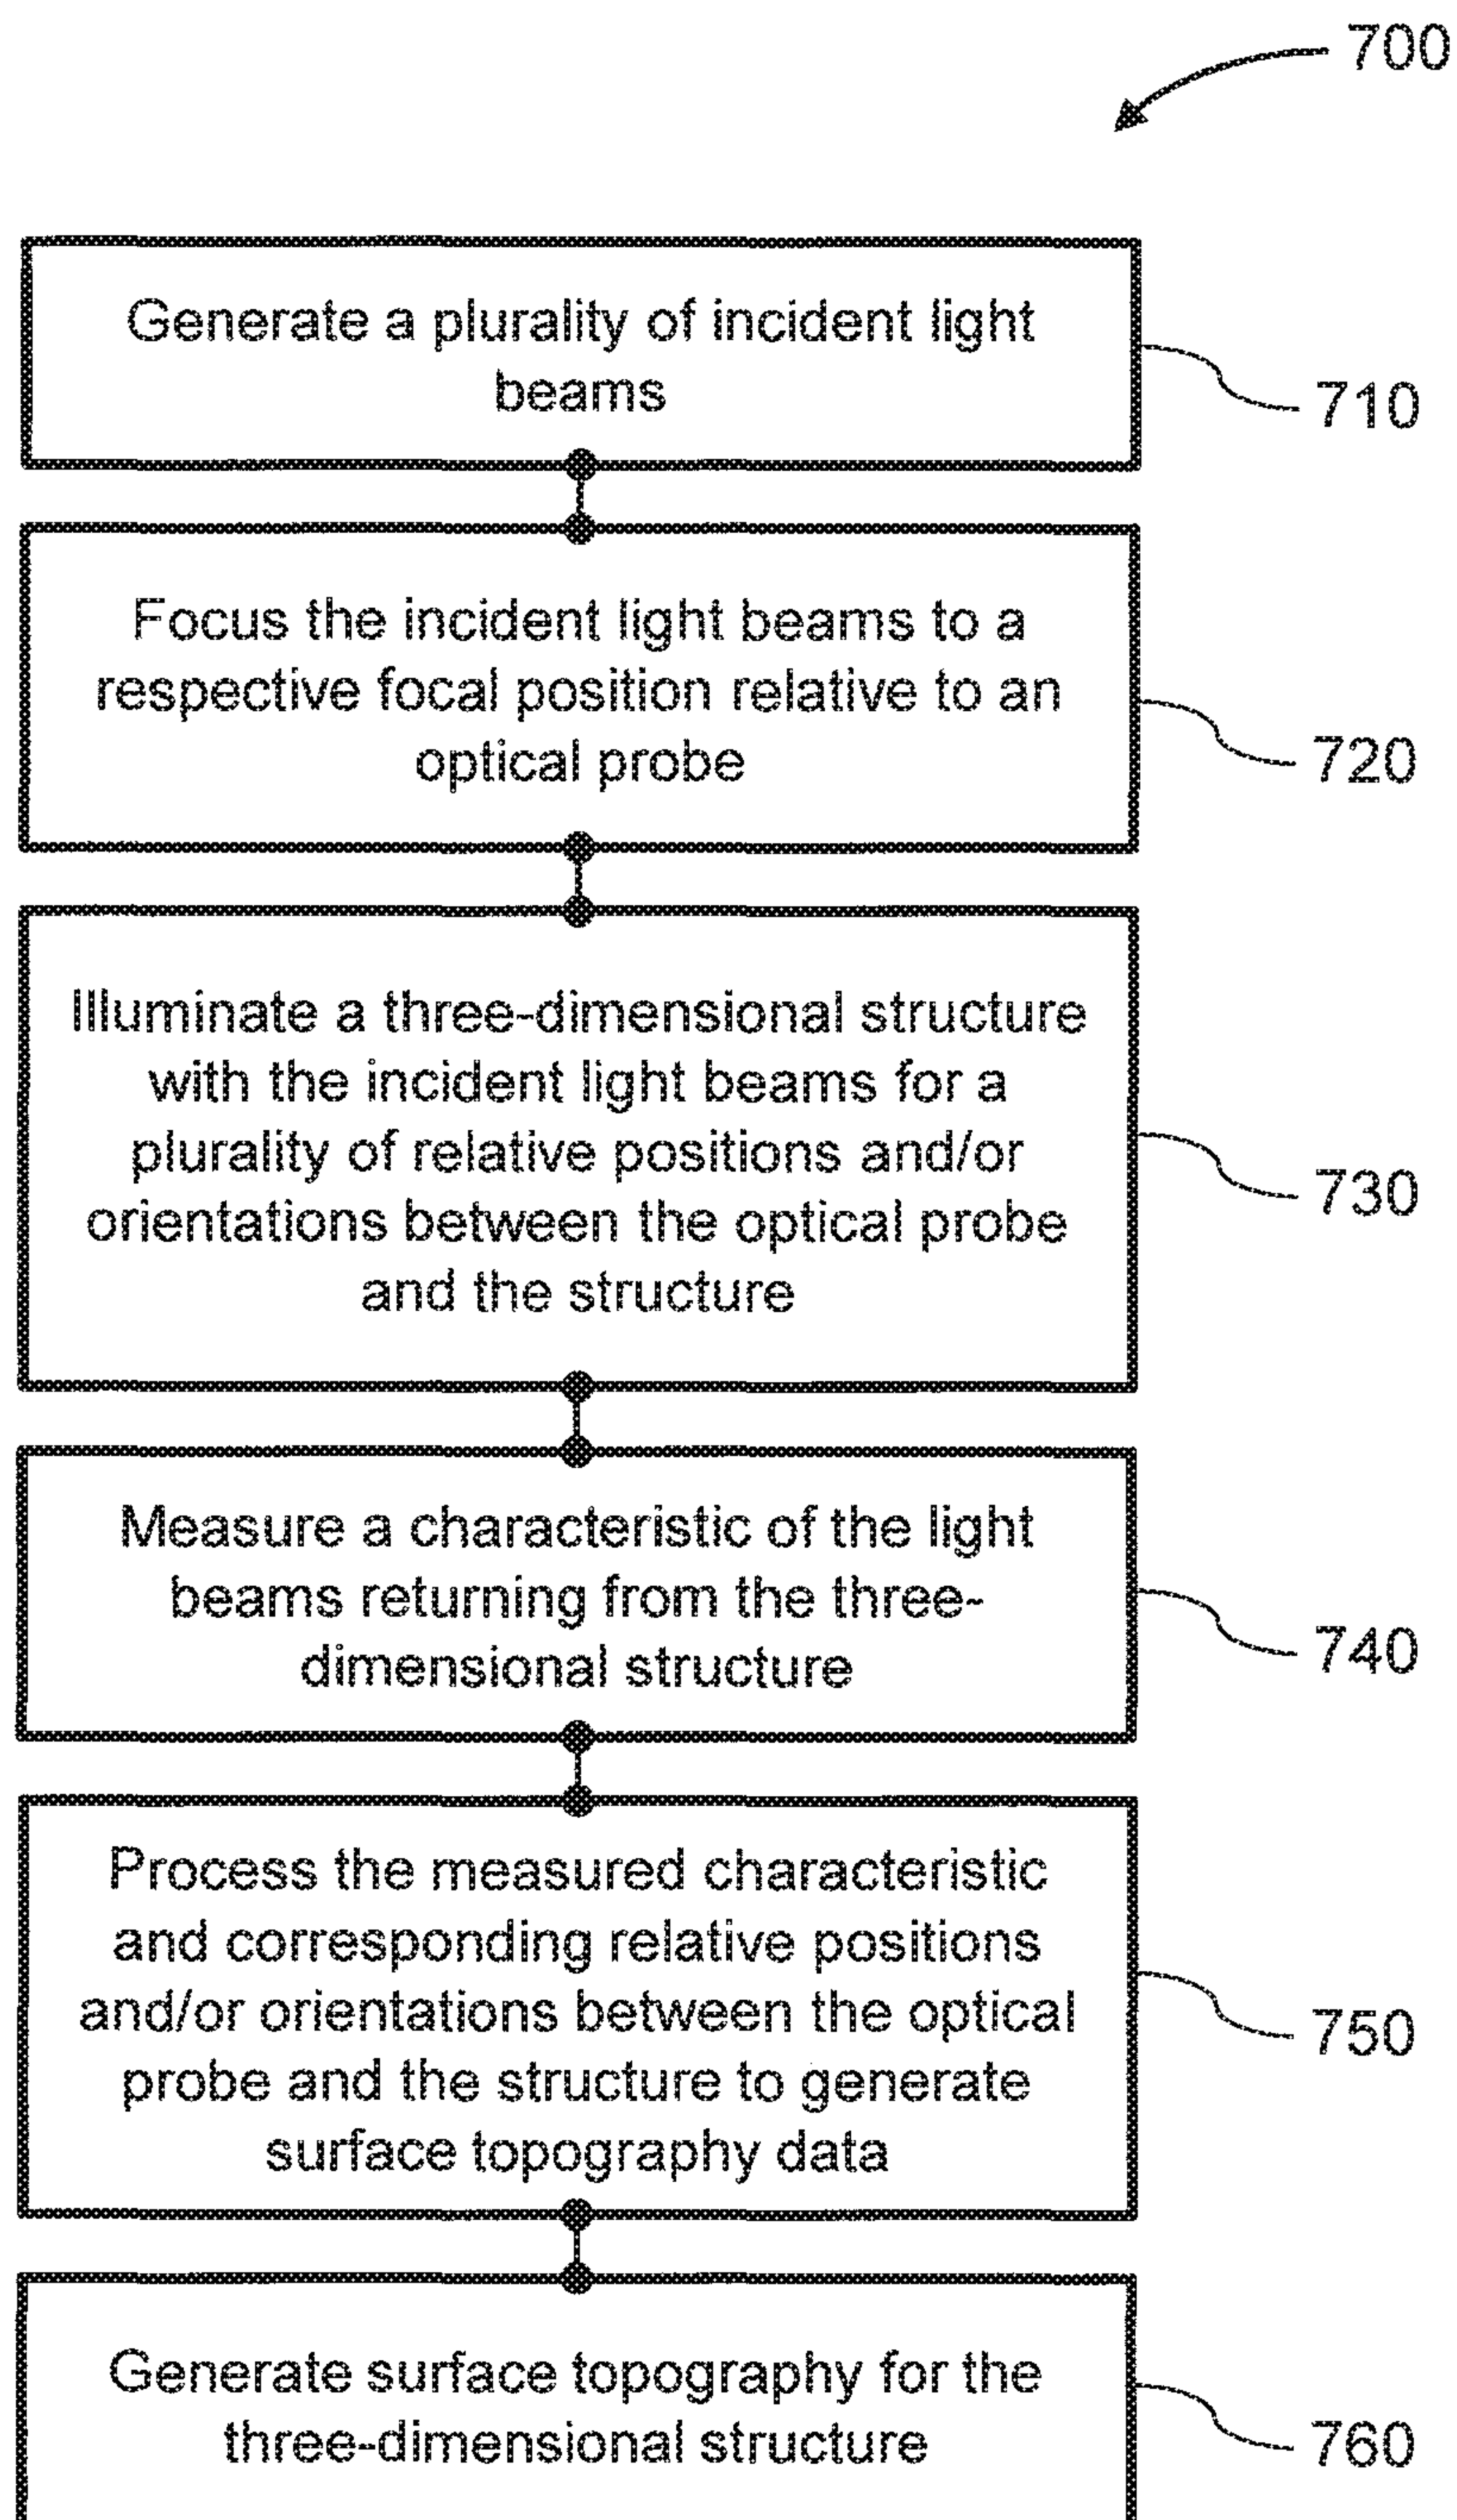 700
Generate a plurality of incident light
beams
710
Focus the incident light beams to a
respective focal position relative to an
optical probe
720
Illuminate a three-dimensional structure
with the incident light beams for a
plurality of relative positions and/or
orientations between the optical probe
and the structure
730
Measure a characteristic of the light
beams returning from the three-
dimensional structure
740
Process the measured characteristic
and corresponding relative positions
and/or orientations between the optical
probe and the structure to generate
surface topography data
750
Generate surface topography for the
three-dimensional structure
760